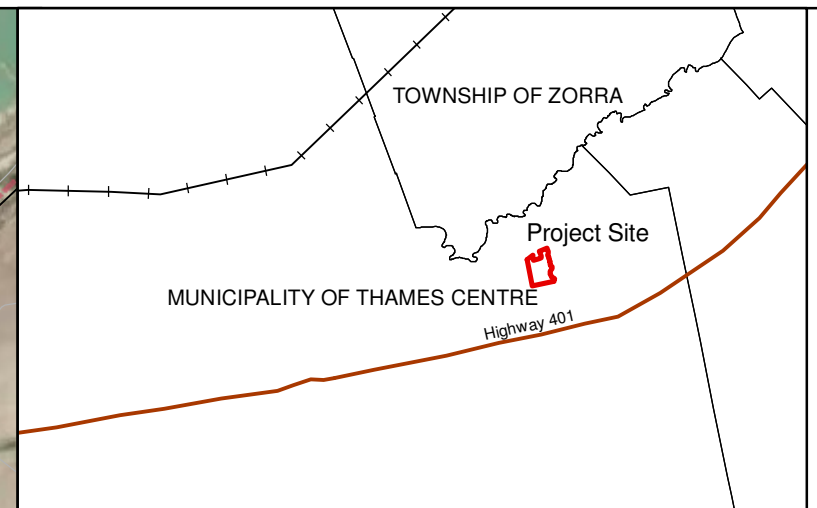 TOWNSHIP OF ZORRA
Project Site
MUNICIPALITY OF THAMES CENTRE
Highway 401